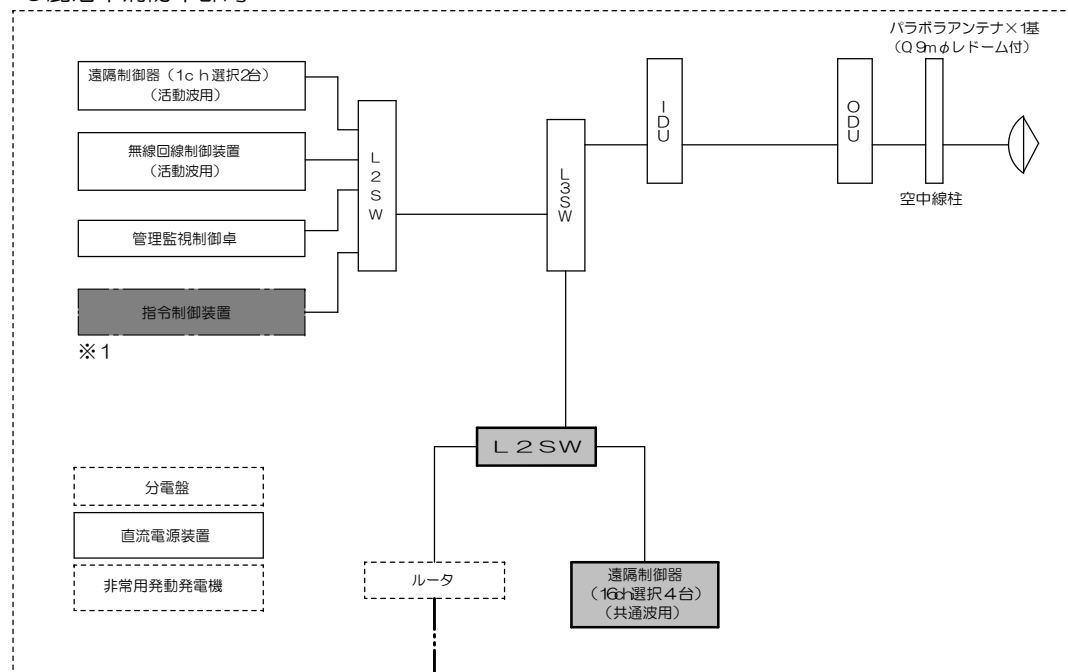 パラボラアンテナ×1基
(0.9mφレドーム付)
遠隔制御器(1ch選択2台)
(活動波用)
無線回線制御装置
(活動波用)
管理監視制御卓
指令制御装置
※1
L2SW
L3SW
IDU
ODU
空中線柱
L2SW
分電盤
直流電源装置
非常用発動発電機
ルータ
遠隔制御器
(16ch選択4台)
(共通波用)